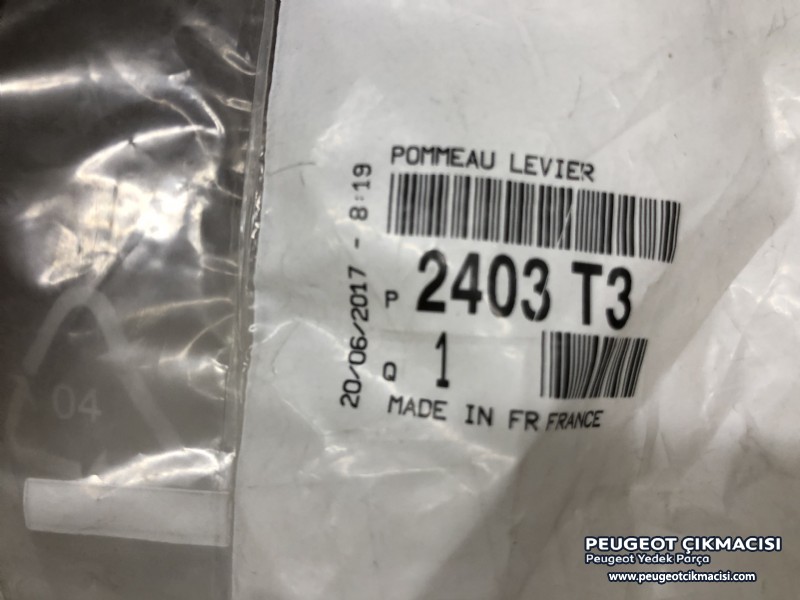 POMMEAU LEVIER
P 2403 T3
Q 1
MADE IN FR FRANCE
20/06/2017 - 8:19
04
PEUGEOT ÇIKMACISI
Peugeot Yedek Parça
www.peugeotcikmacisi.com